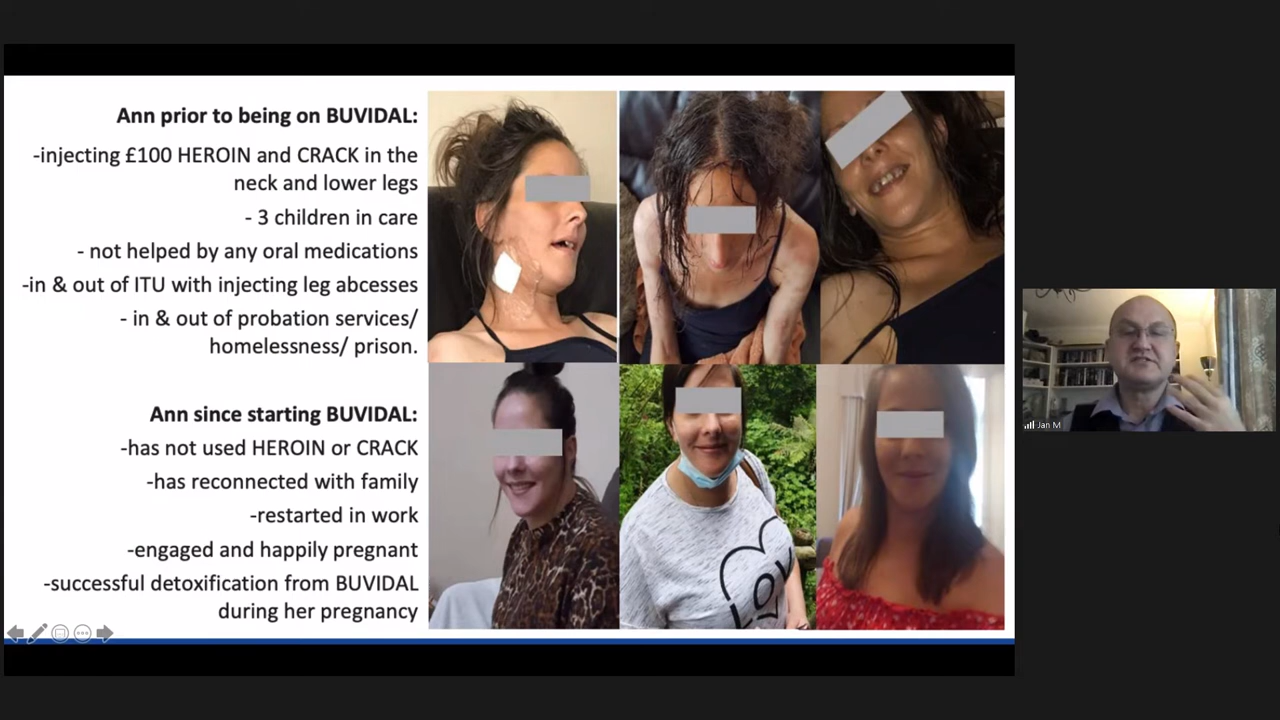 Ann prior to being on BUVIDAL:
-injecting £100 HEROIN and CRACK in the
neck and lower legs
- 3 children in care
- not helped by any oral medications
-in & out of ITU with injecting leg abcesses
- in & out of probation services/
homelessness/ prison.
Ann since starting BUVIDAL:
-has not used HEROIN or CRACK
-has reconnected with family
-restarted in work
-engaged and happily pregnant
-successful detoxification from BUVIDAL
during her pregnancy
LOV
Jan M